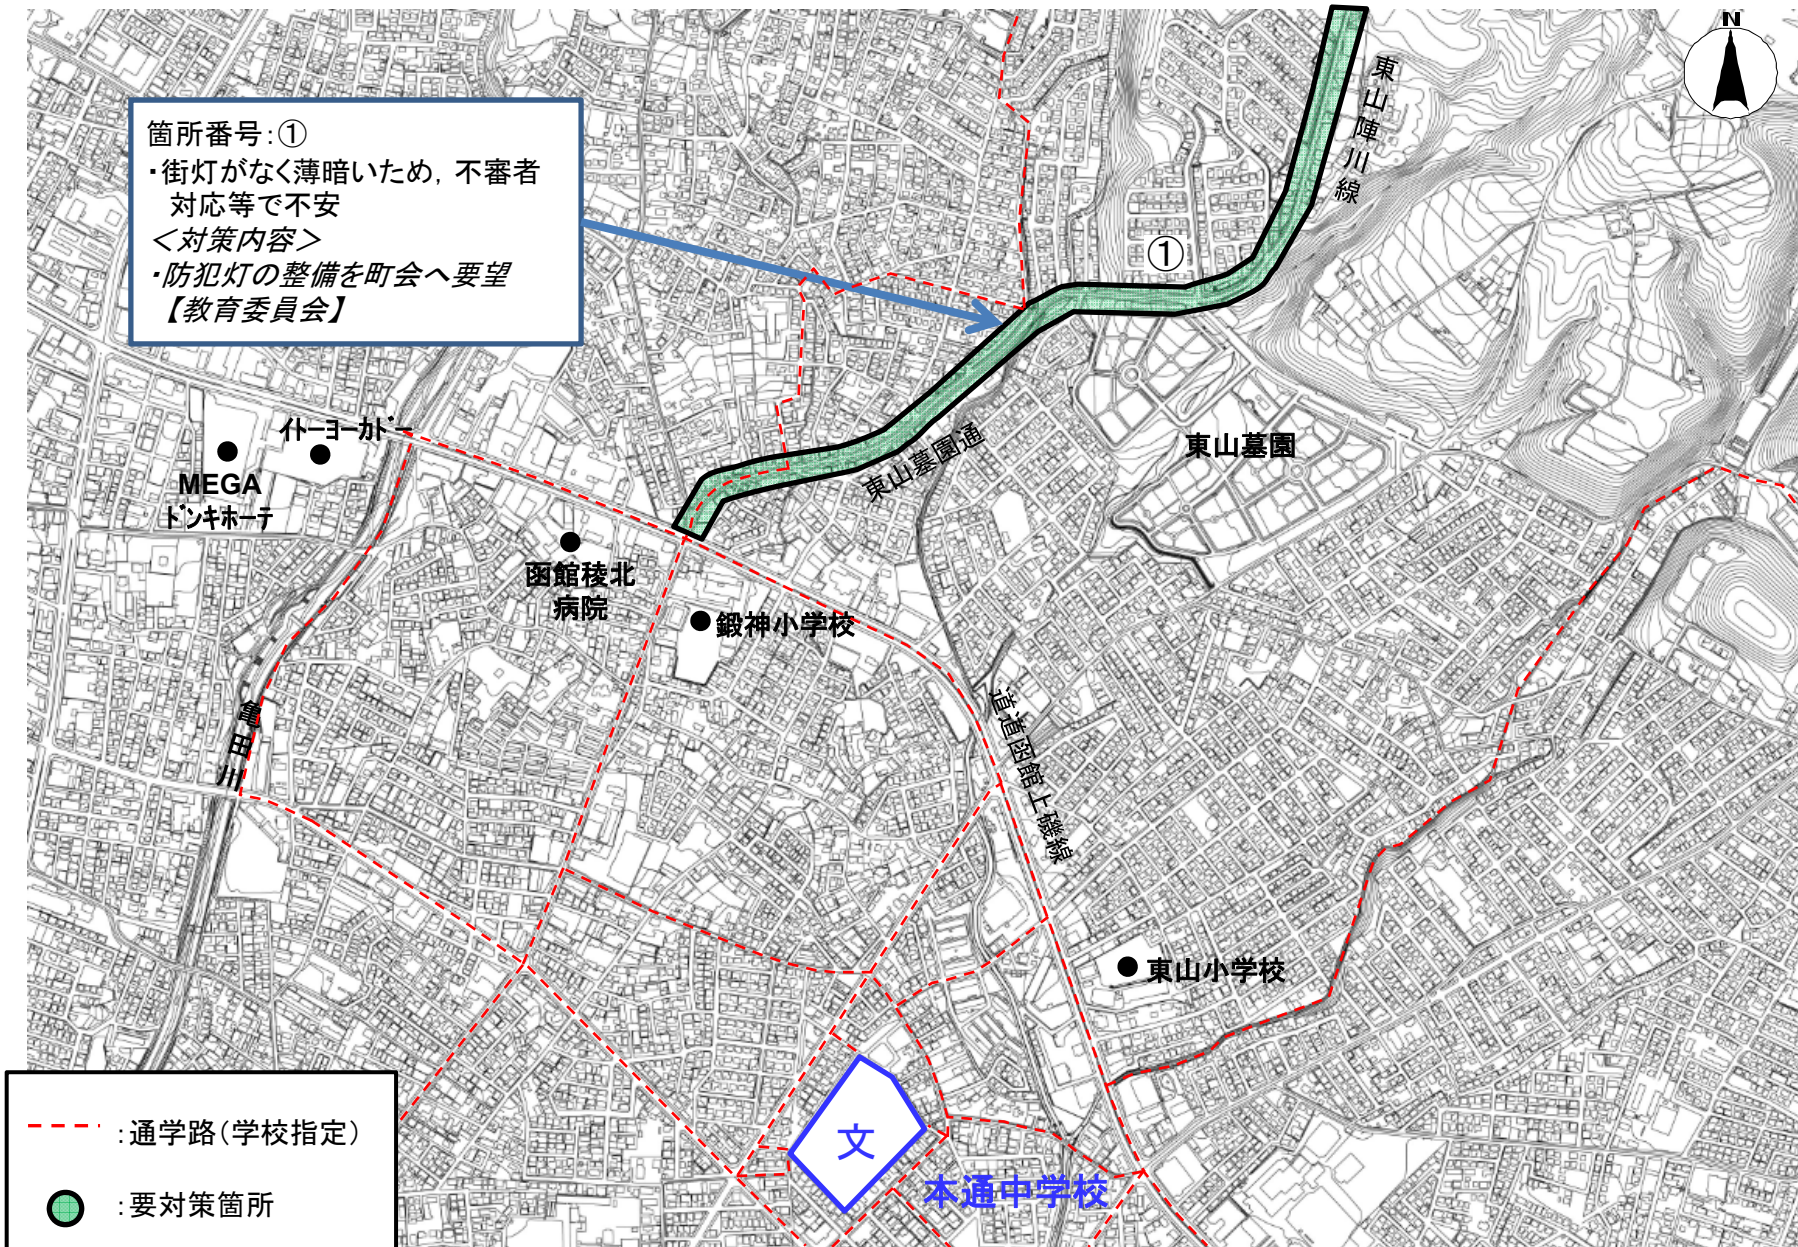 N
箇所番号：①
・街灯がなく薄暗いため，不審者
対応等で不安
＜対策内容＞
・防犯灯の整備を町会へ要望
【教育委員会】
東山陣川線
①
イトーヨーカドー
MEGA
ドンキホーテ
東山墓園通
東山墓園
函館稜北
病院
鍛神小学校
亀田川
道道函館上磯線
東山小学校
文
本通中学校
：通学路（学校指定）
：要対策箇所